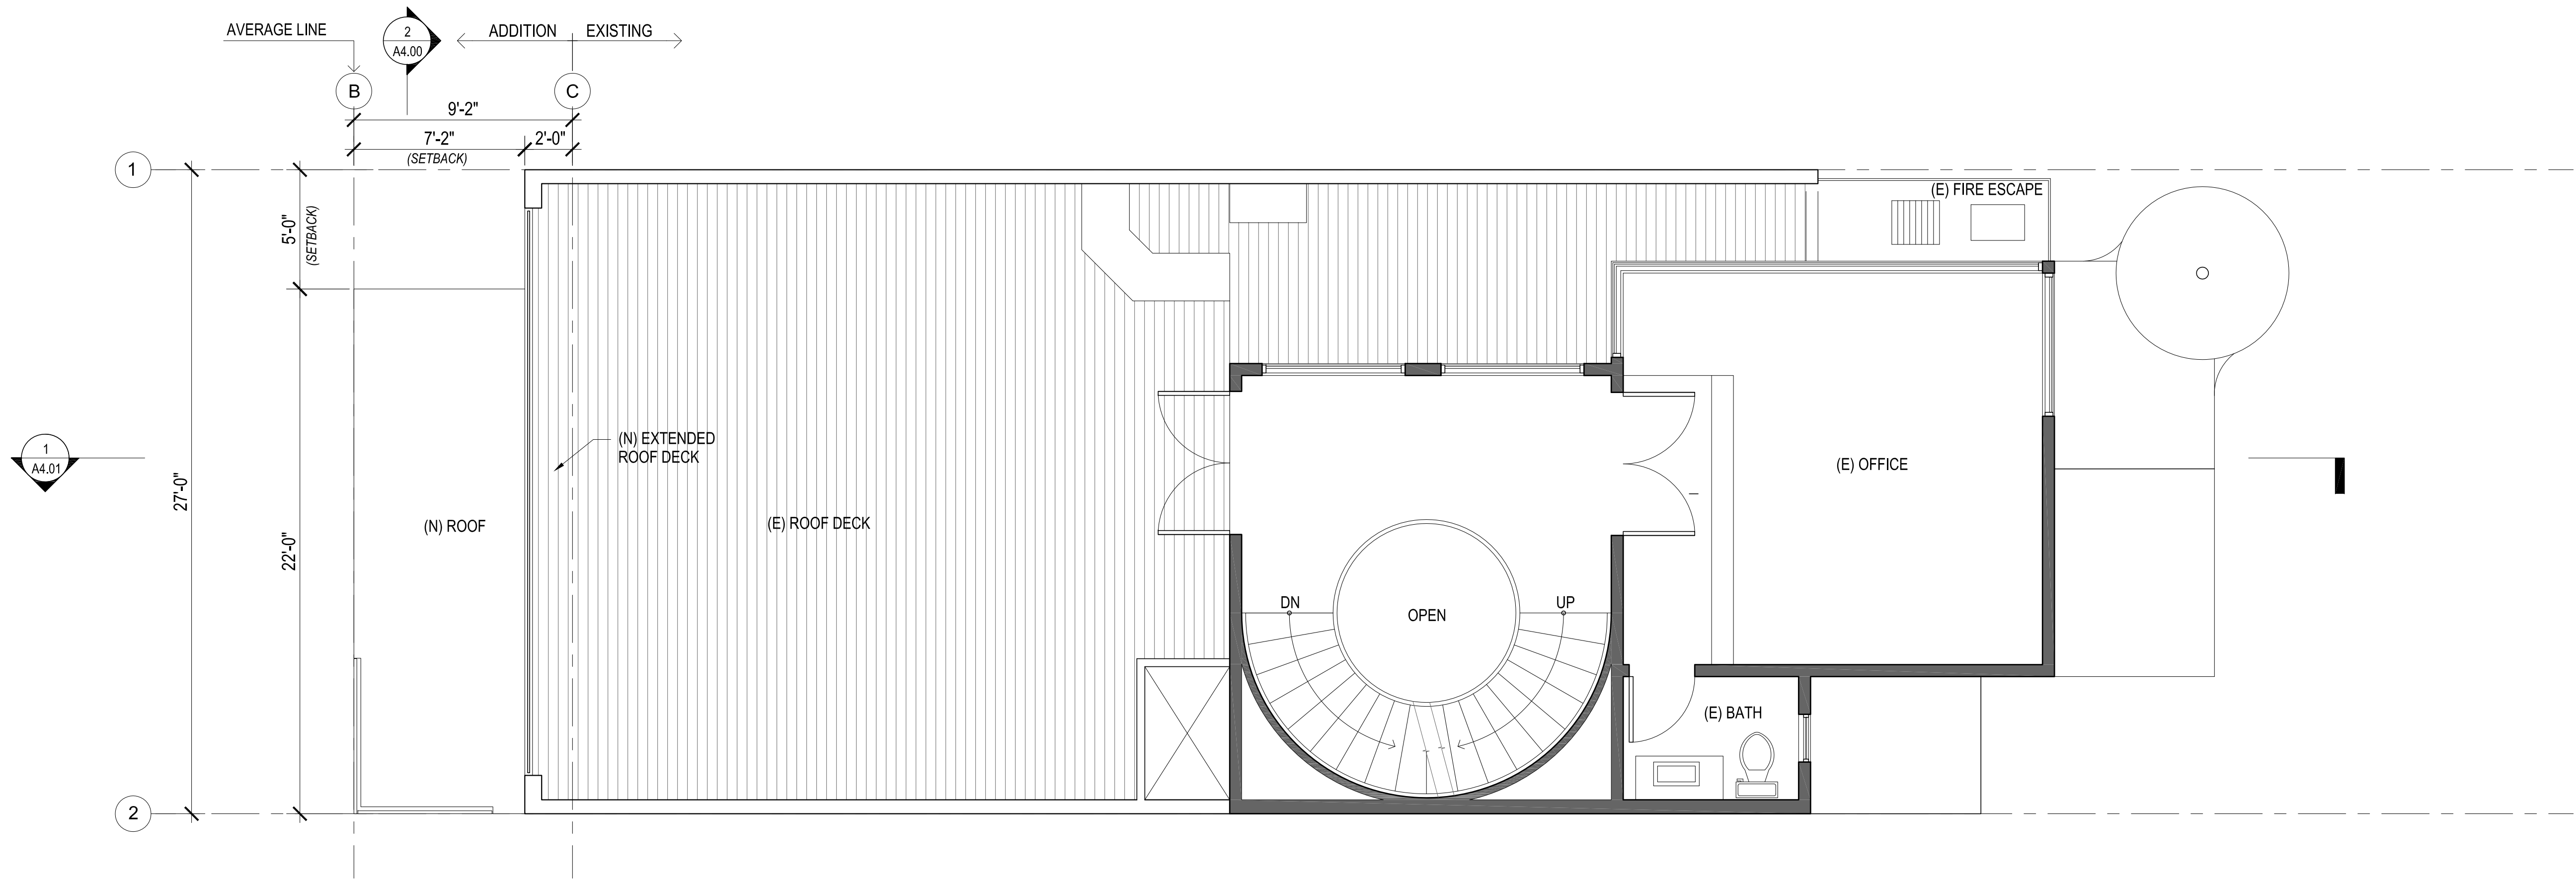 AVERAGE LINE
2
A4.00
ADDITION
EXISTING
B
C
9'-2"
7'-2"
(SETBACK)
2'-0"
1
5'-0"
(SETBACK)
(E) FIRE ESCAPE
(N) EXTENDED
ROOF DECK
1
A4.01
(E) OFFICE
27'-0"
(N) ROOF
(E) ROOF DECK
22'-0"
DN
OPEN
UP
(E) BATH
2